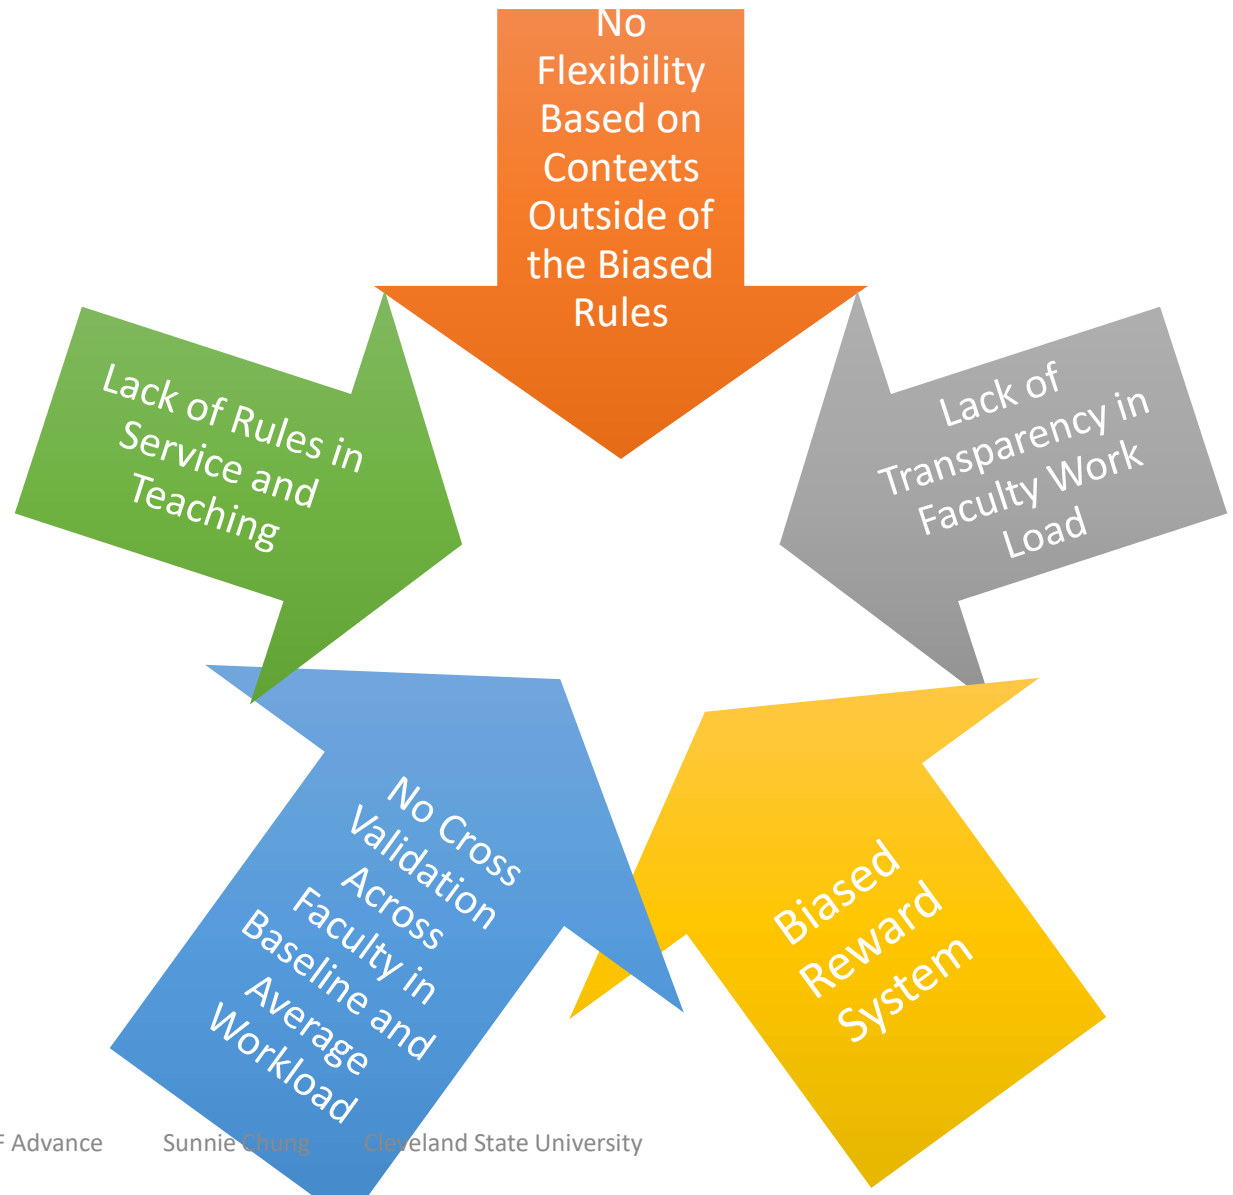 No
Flexibility
Based on
Contexts
Outside of
the Biased
Rules
Lack of
Transparency in
Faculty Work
Load
Biased
Reward
System
No Cross
Validation
Across
Faculty in
Baseline and
Average
Workload
Lack of Rules in
Service and
Teaching
F Advance Sunnie Chung Cleveland State University